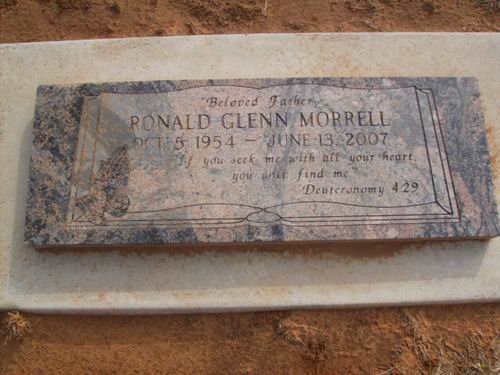 Beloved Father
RONALD GLENN MORRELL
OCT 5 1954 — JUNE 13, 2007
"If you seek me with all your heart,
you will find me"
Deuteronomy 4:29